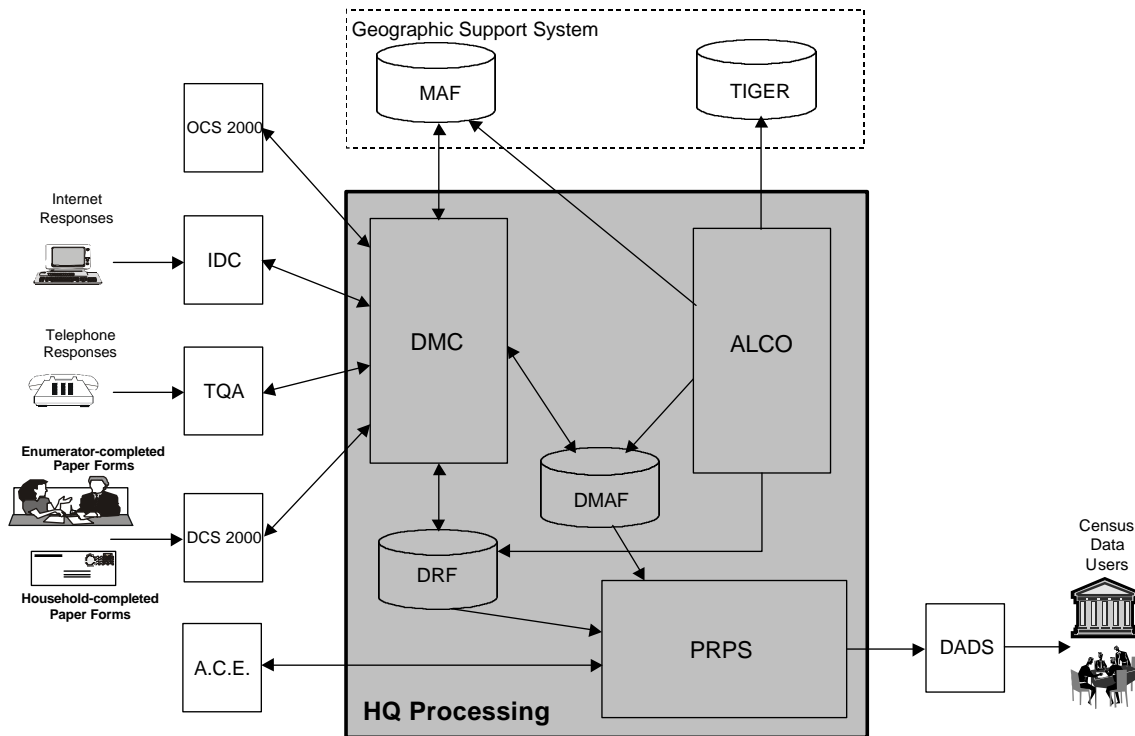 Geographic Support System
MAF
TIGER
OCS 2000
Internet
Responses
IDC
DMC
ALCO
Telephone
Responses
TQA
Enumerator-completed
Paper Forms
DMAF
DCS 2000
DRF
Household-completed
Paper Forms
Census
Data
Users
A.C.E.
PRPS
DADS
HQ Processing